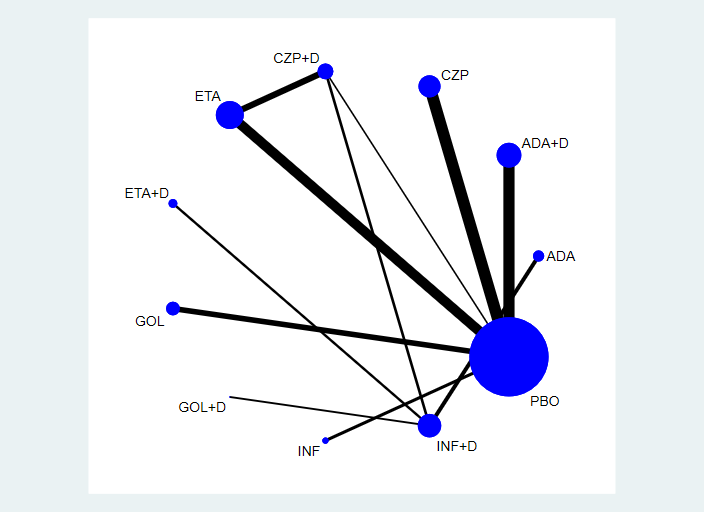 CZP+D
CZP
ETA
ADA+D
ETA+D
ADA
GOL
PBO
GOL+D
INF+D
INF